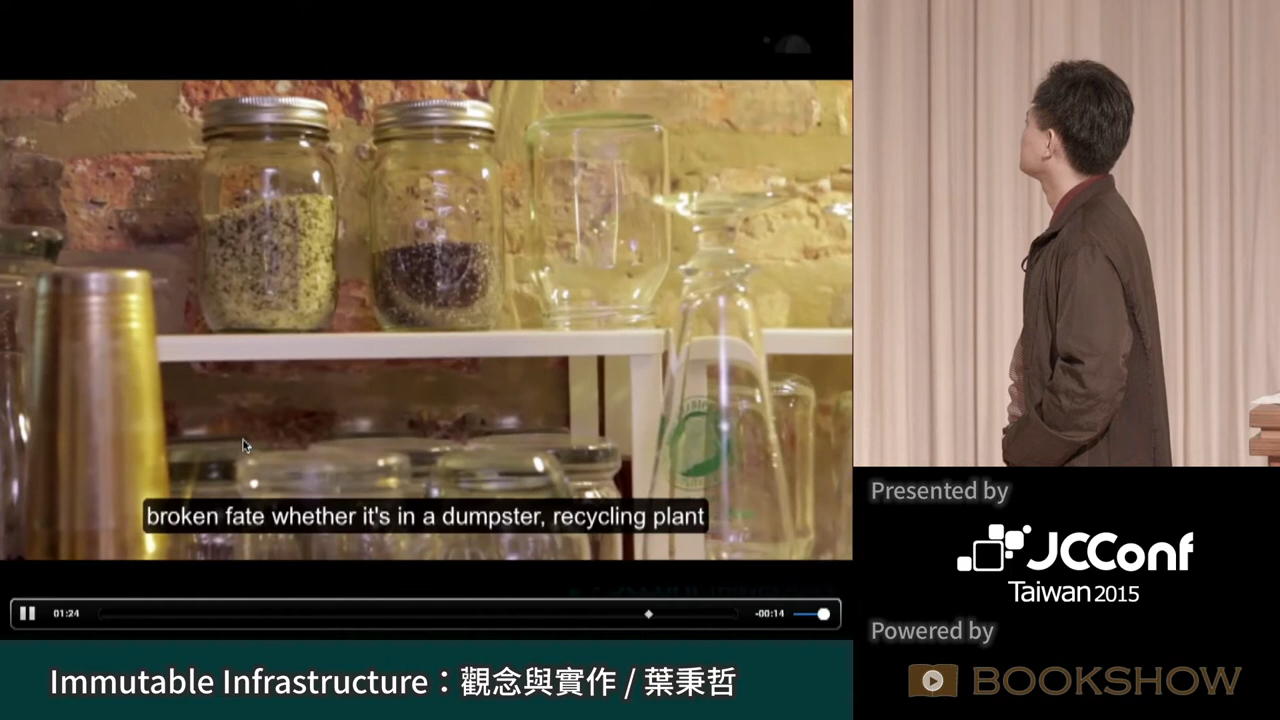 broken fate whether it's in a dumpster, recycling plant
01:24
-00:14
Immutable Infrastructure：觀念與實作 / 葉秉哲
Presented by
JCConf
Taiwan 2015
Powered by
BOOKSHOW